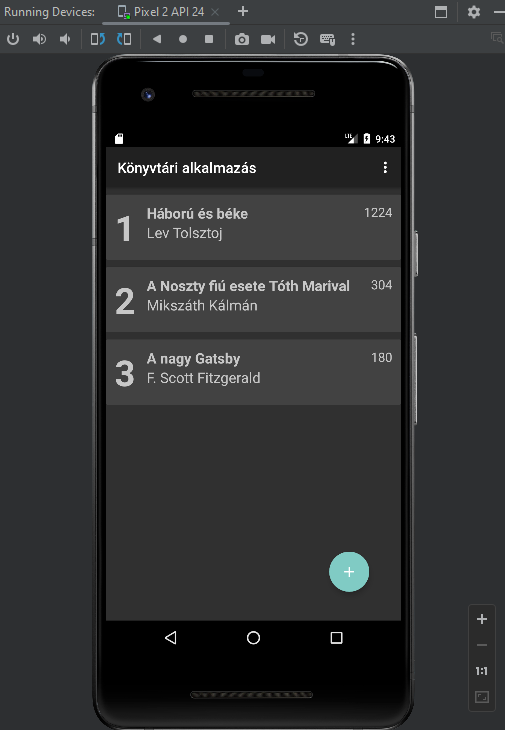 Running Devices: Pixel 2 API 24
LTE 9:43
Könyvtári alkalmazás
1 Háború és béke 1224
Lev Tolsztoj
2 A Noszty fiú esete Tóth Marival 304
Mikszáth Kálmán
3 A nagy Gatsby 180
F. Scott Fitzgerald
1:1